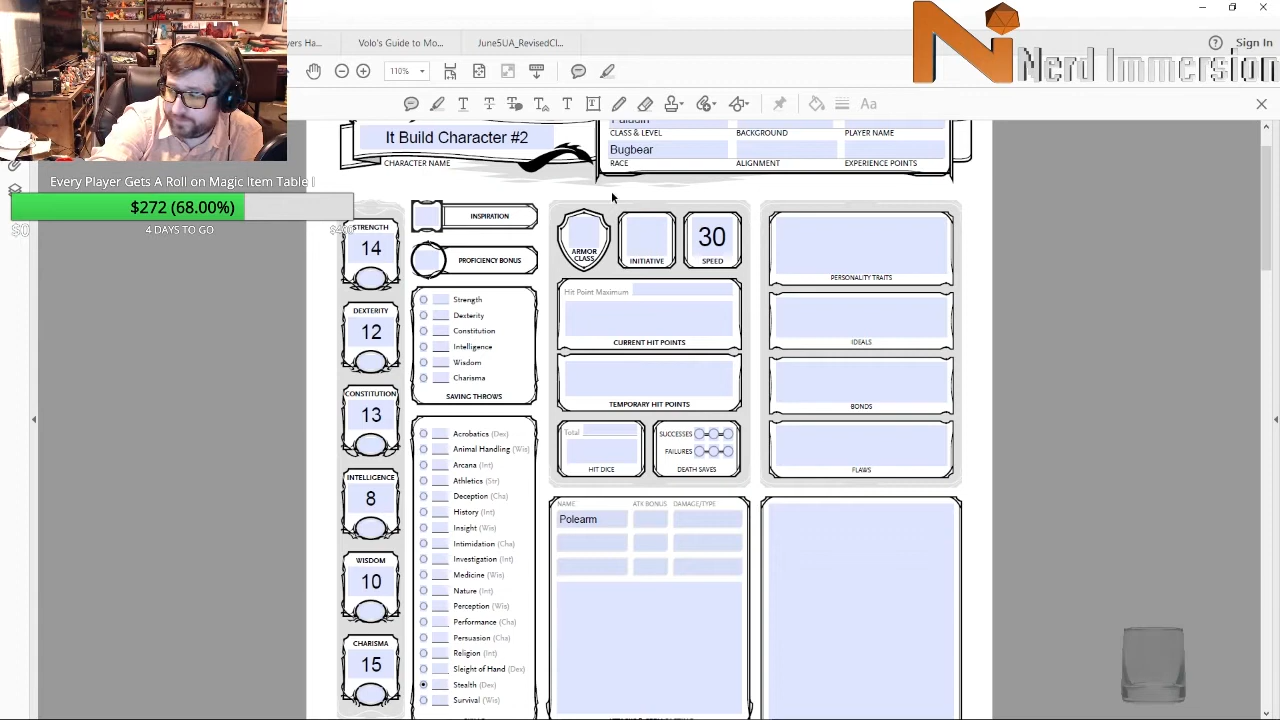 yers Ha...
Volo's Guide to Mo...
June5UA_RevisedCl...
Sign In
110%
Aa
Nerd Immersion
Every Player Gets A Roll on Magic Item Table !
$272 (68.00%)
$0
4 DAYS TO GO
It Build Character #2
CHARACTER NAME
Paladin
CLASS & LEVEL
BACKGROUND
PLAYER NAME
Bugbear
RACE
ALIGNMENT
EXPERIENCE POINTS
STRENGTH
14
DEXTERITY
12
CONSTITUTION
13
INTELLIGENCE
8
WISDOM
10
CHARISMA
15
INSPIRATION
PROFICIENCY BONUS
Strength
Dexterity
Constitution
Intelligence
Wisdom
Charisma
SAVING THROWS
Acrobatics (Dex)
Animal Handling (Wis)
Arcana (Int)
Athletics (Str)
Deception (Cha)
History (Int)
Insight (Wis)
Intimidation (Cha)
Investigation (Int)
Medicine (Wis)
Nature (Int)
Perception (Wis)
Performance (Cha)
Persuasion (Cha)
Religion (Int)
Sleight of Hand (Dex)
Stealth (Dex)
Survival (Wis)
ARMOR
CLASS
INITIATIVE
30
SPEED
Hit Point Maximum
CURRENT HIT POINTS
TEMPORARY HIT POINTS
Total
HIT DICE
SUCCESSES
FAILURES
DEATH SAVES
NAME
ATK BONUS
DAMAGE/TYPE
Polearm
PERSONALITY TRAITS
IDEALS
BONDS
FLAWS